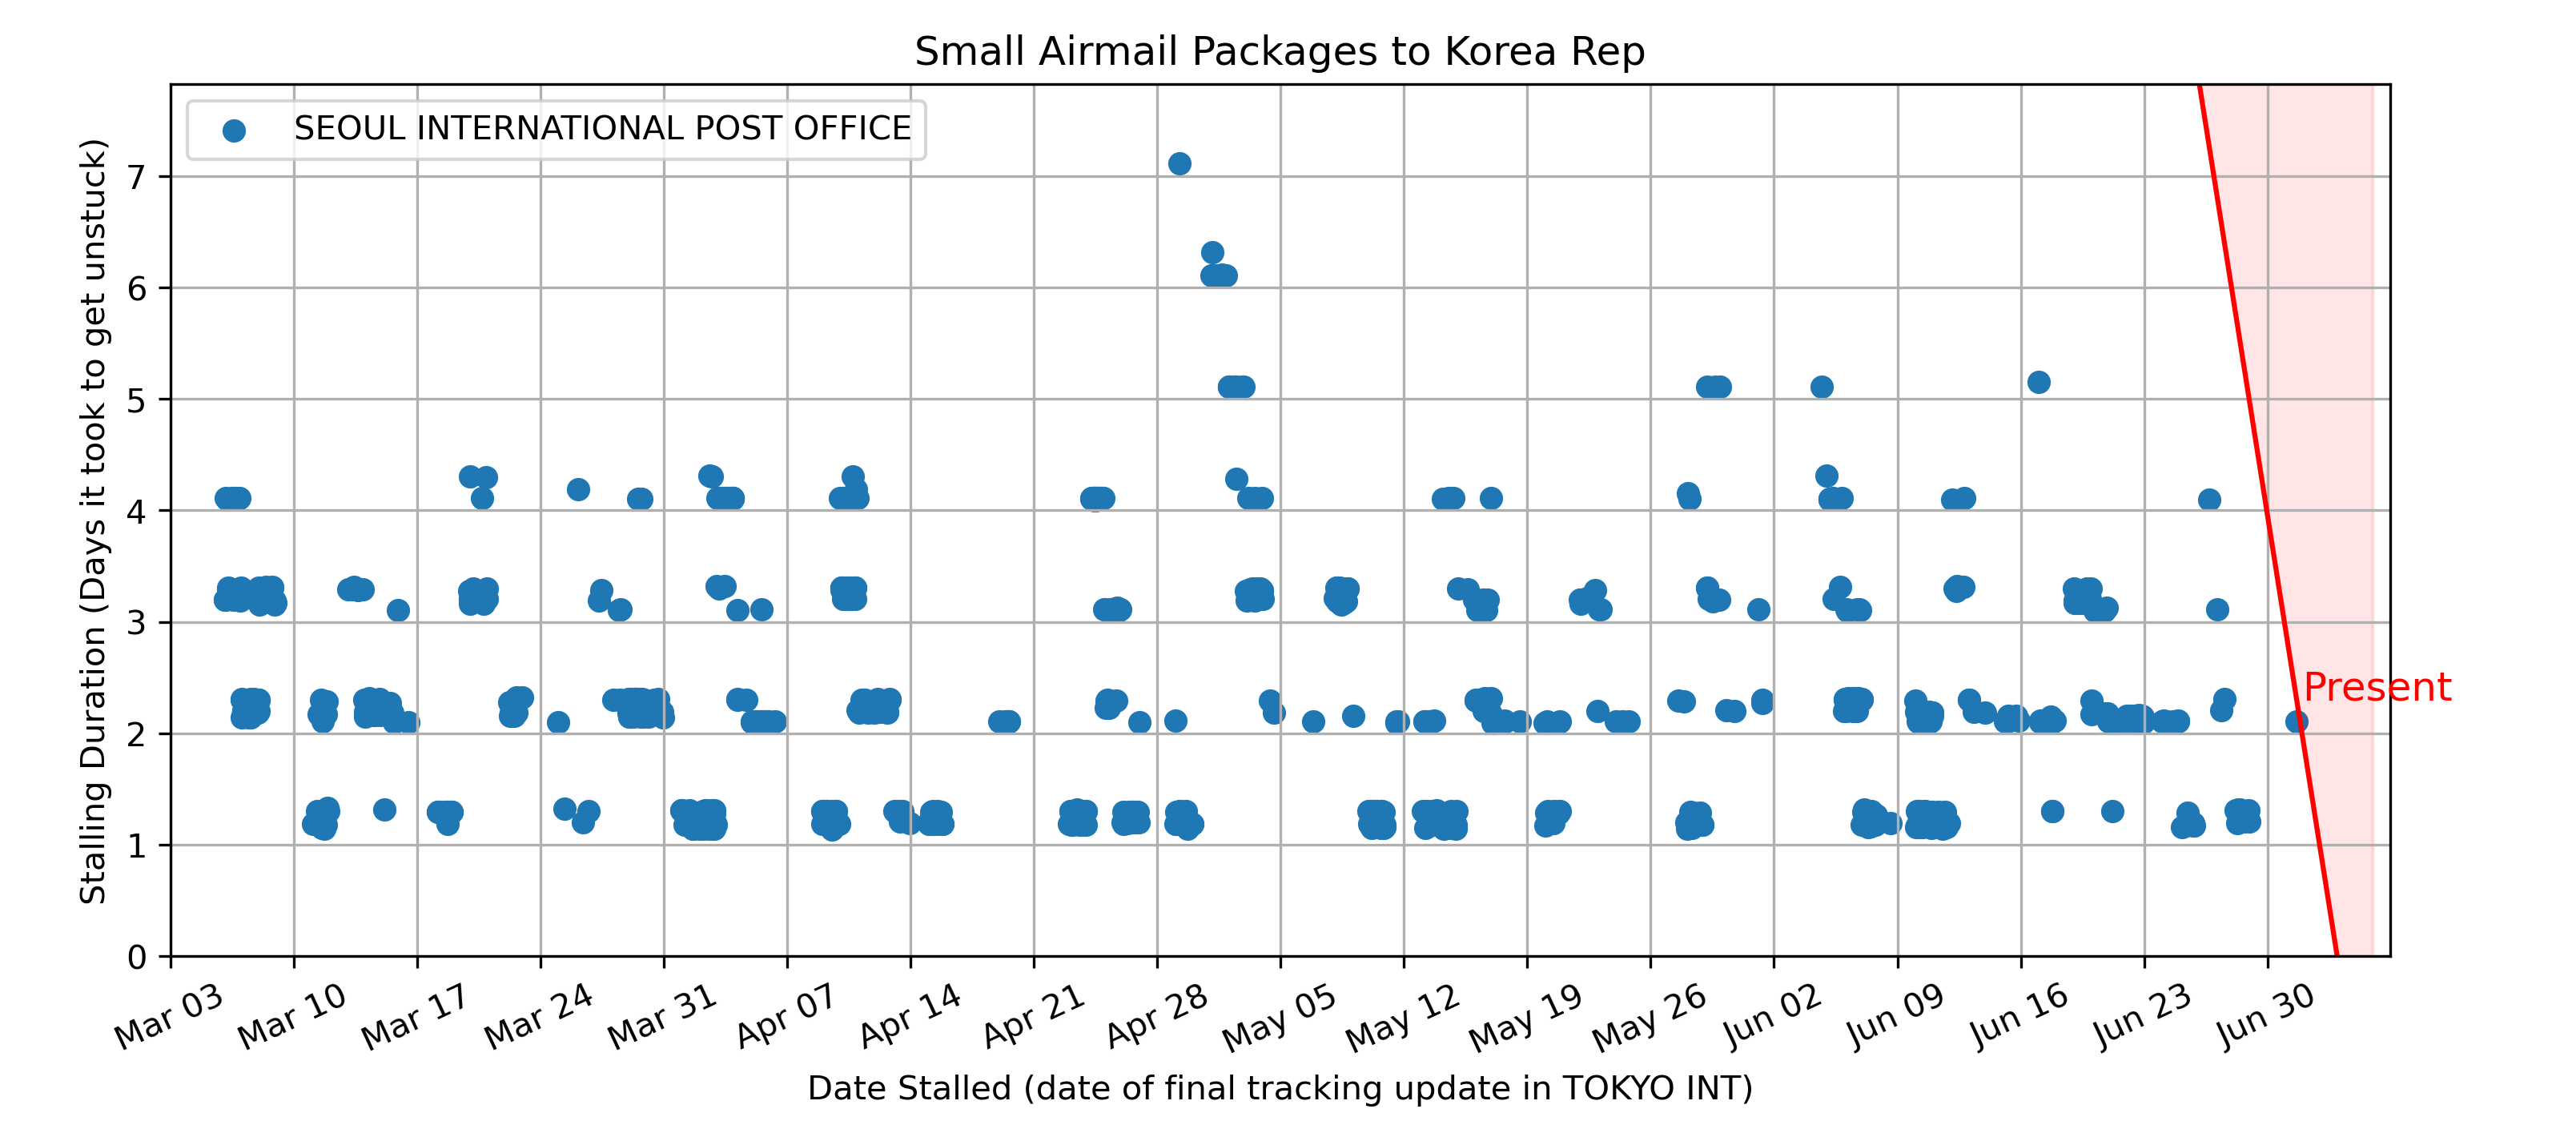 Small Airmail Packages to Korea Rep
SEOUL INTERNATIONAL POST OFFICE
Stalling Duration (Days it took to get unstuck)
7
6
5
4
3
2
1
0
Present
Mar 03
Mar 10
Mar 17
Mar 24
Mar 31
Apr 07
Apr 14
Apr 21
Apr 28
May 05
May 12
May 19
May 26
Jun 02
Jun 09
Jun 16
Jun 23
Jun 30
Date Stalled (date of final tracking update in TOKYO INT)